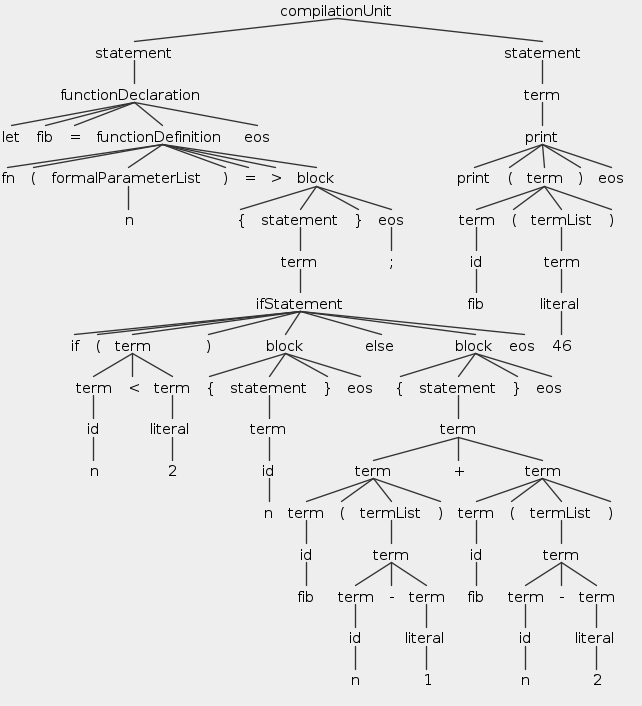 compilationUnit
statement statement
functionDeclaration term
let fib = functionDefinition eos print
fn ( formalParameterList ) = > block print ( term ) eos
n { statement } eos term ( termList )
term ; id term
ifStatement fib literal
if ( term ) block else block eos 46
term < term { statement } eos { statement } eos
id literal term term
n 2 id term + term
n term ( termList ) term ( termList )
id term id term
fib term - term fib term - term
id literal id literal
n 1 n 2